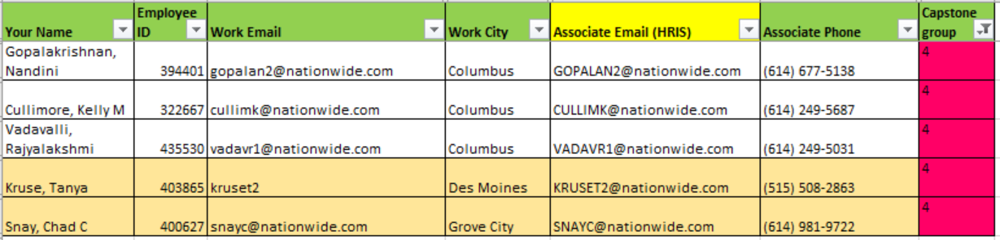 Your Name Employee ID Work Email Work City Associate Email (HRIS) Associate Phone Capstone group
Gopalakrishnan, Nandini 394401 gopalan2@nationwide.com Columbus GOPALAN2@nationwide.com (614) 677-5138 4
Cullimore, Kelly M 322667 cullimk@nationwide.com Columbus CULLIMK@nationwide.com (614) 249-5687 4
Vadavalli, Rajyalakshmi 435530 vadavr1@nationwide.com Columbus VADAVR1@nationwide.com (614) 249-5031 4
Kruse, Tanya 403865 kruset2 Des Moines KRUSET2@nationwide.com (515) 508-2863 4
Snay, Chad C 400627 snayc@nationwide.com Grove City SNAYC@nationwide.com (614) 981-9722 4